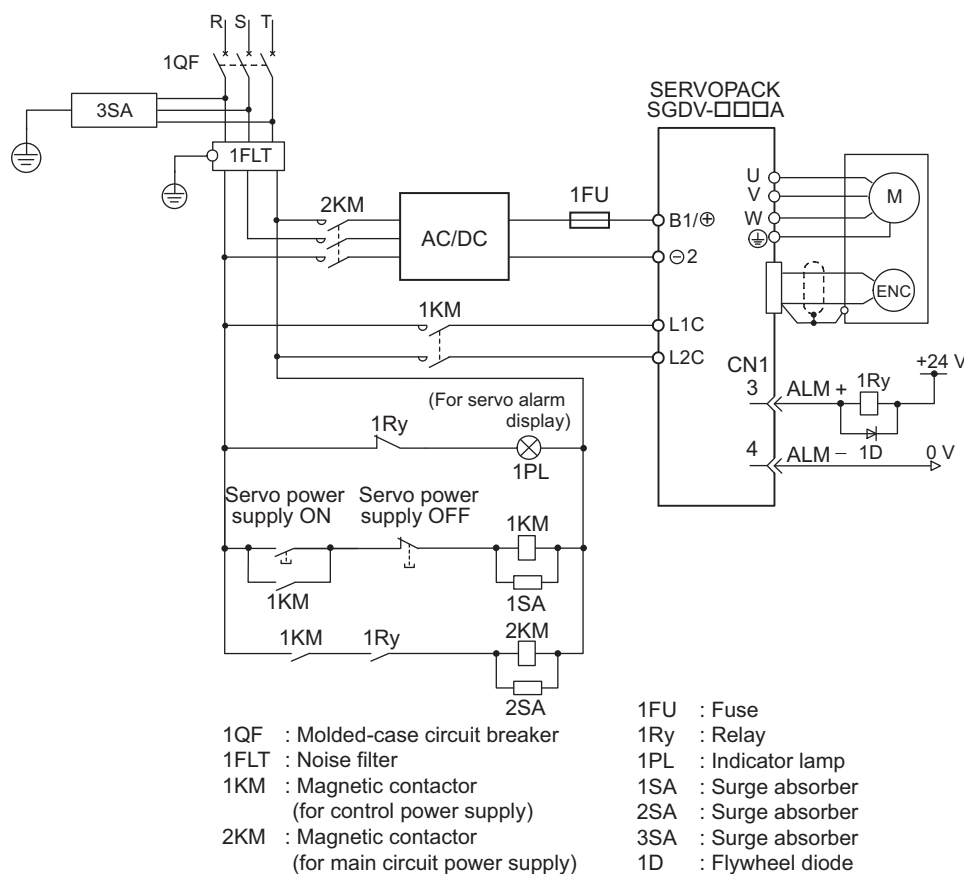 R S T
1QF
3SA
1FLT
SERVOPACK
SGDV-□□□A
2KM
AC/DC
1FU
B1/⊕
⊖2
U
V
W
M
ENC
1KM
L1C
L2C
CN1
3
ALM +
1Ry
+24 V
1D
4
ALM −
0 V
(For servo alarm
display)
1Ry
1PL
Servo power
supply ON
Servo power
supply OFF
1KM
1KM
1SA
1KM
1Ry
2KM
2SA
1QF : Molded-case circuit breaker
1FLT : Noise filter
1KM : Magnetic contactor
(for control power supply)
2KM : Magnetic contactor
(for main circuit power supply)
1FU : Fuse
1Ry : Relay
1PL : Indicator lamp
1SA : Surge absorber
2SA : Surge absorber
3SA : Surge absorber
1D : Flywheel diode